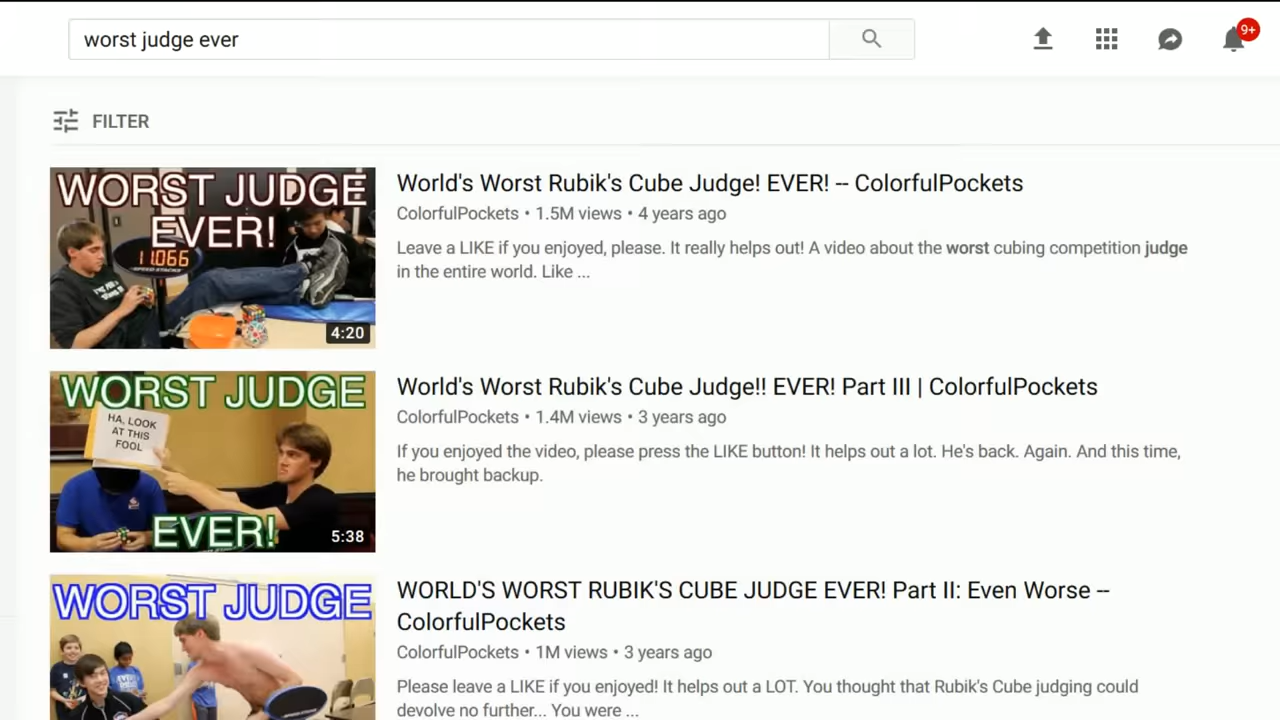 worst judge ever
9+
FILTER
WORST JUDGE
EVER!
11.066
SPEED STACKS
4:20
World's Worst Rubik's Cube Judge! EVER! -- ColorfulPockets
ColorfulPockets • 1.5M views • 4 years ago
Leave a LIKE if you enjoyed, please. It really helps out! A video about the worst cubing competition judge
in the entire world. Like ...
WORST JUDGE
HA, LOOK
AT THIS
FOOL
EVER!
5:38
World's Worst Rubik's Cube Judge!! EVER! Part III | ColorfulPockets
ColorfulPockets • 1.4M views • 3 years ago
If you enjoyed the video, please press the LIKE button! It helps out a lot. He's back. Again. And this time,
he brought backup.
WORST JUDGE
SPEED STACKS
WORLD'S WORST RUBIK'S CUBE JUDGE EVER! Part II: Even Worse --
ColorfulPockets
ColorfulPockets • 1M views • 3 years ago
Please leave a LIKE if you enjoyed! It helps out a LOT. You thought that Rubik's Cube judging could
devolve no further... You were ...